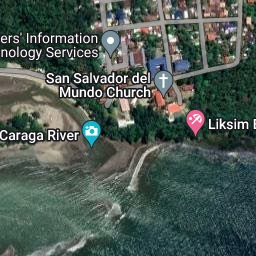 ers' Information
nology Services
San Salvador del
Mundo Church
Liksim B
Caraga River